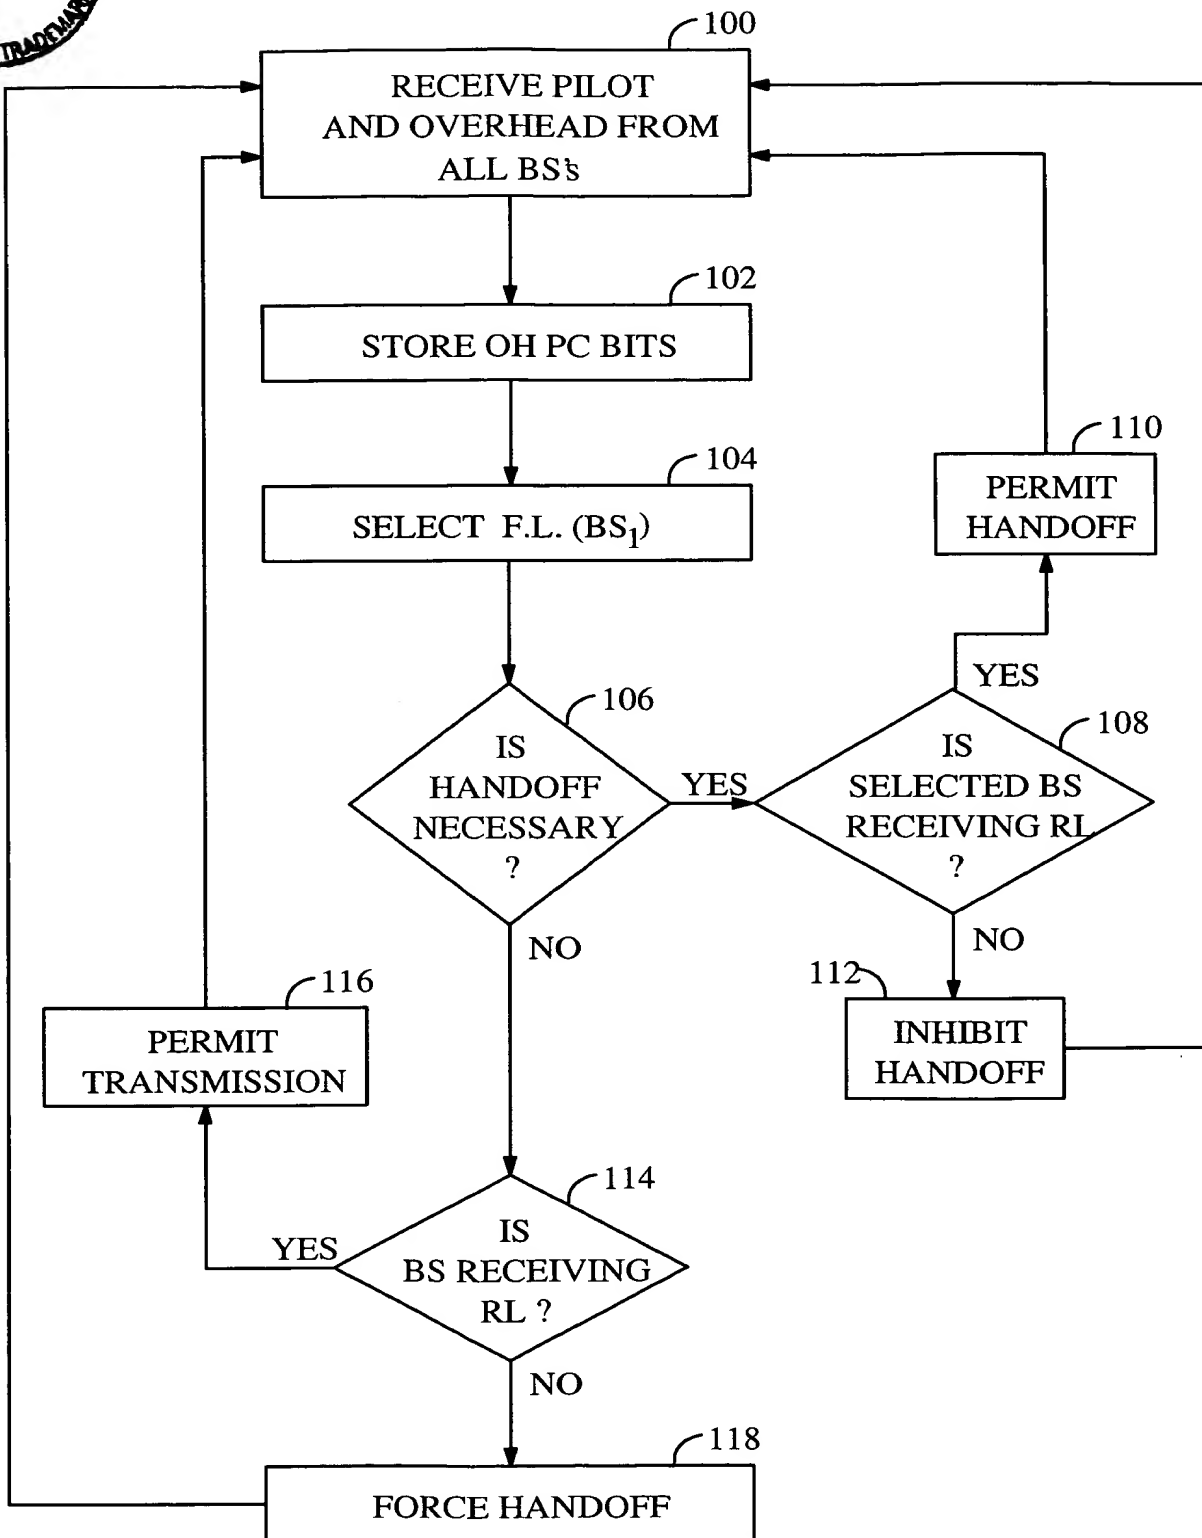 TRADEMARK
100
RECEIVE PILOT
AND OVERHEAD FROM
ALL BS's
102
STORE OH PC BITS
104
SELECT F.L. (BS1)
110
PERMIT
HANDOFF
YES
106
IS
HANDOFF
NECESSARY
?
YES
108
IS
SELECTED BS
RECEIVING RL
?
NO
NO
112
INHIBIT
HANDOFF
116
PERMIT
TRANSMISSION
114
IS
BS RECEIVING
RL ?
YES
NO
118
FORCE HANDOFF